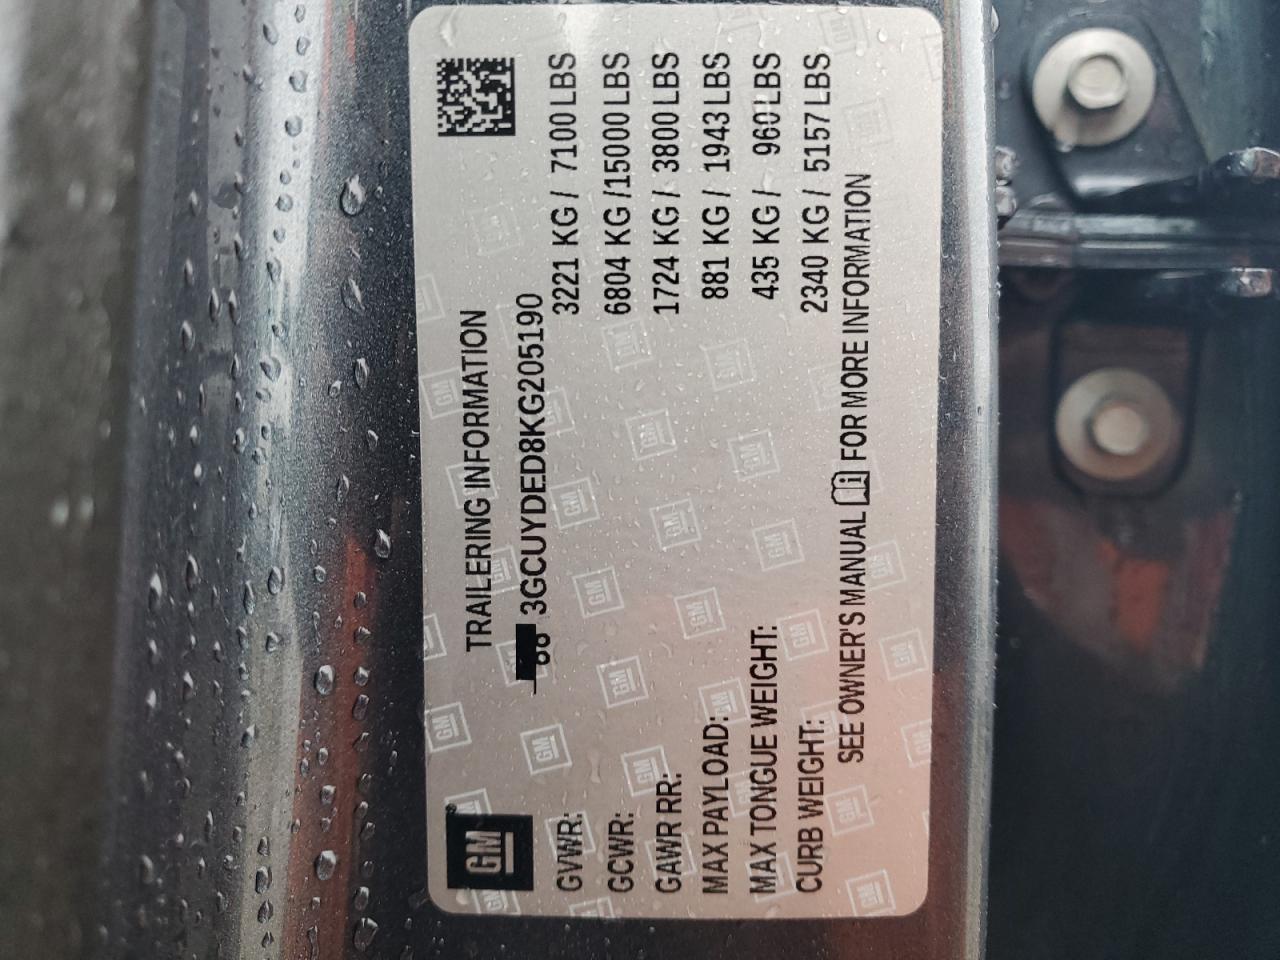 GM
TRAILERING INFORMATION
3GCUYDED8KG205190
GVWR: 3221 KG / 7100 LBS
GCWR: 6804 KG /15000 LBS
GAWR RR: 1724 KG / 3800 LBS
MAX PAYLOAD: 881 KG / 1943 LBS
MAX TONGUE WEIGHT: 435 KG / 960 LBS
CURB WEIGHT: 2340 KG / 5157 LBS
SEE OWNER'S MANUAL FOR MORE INFORMATION